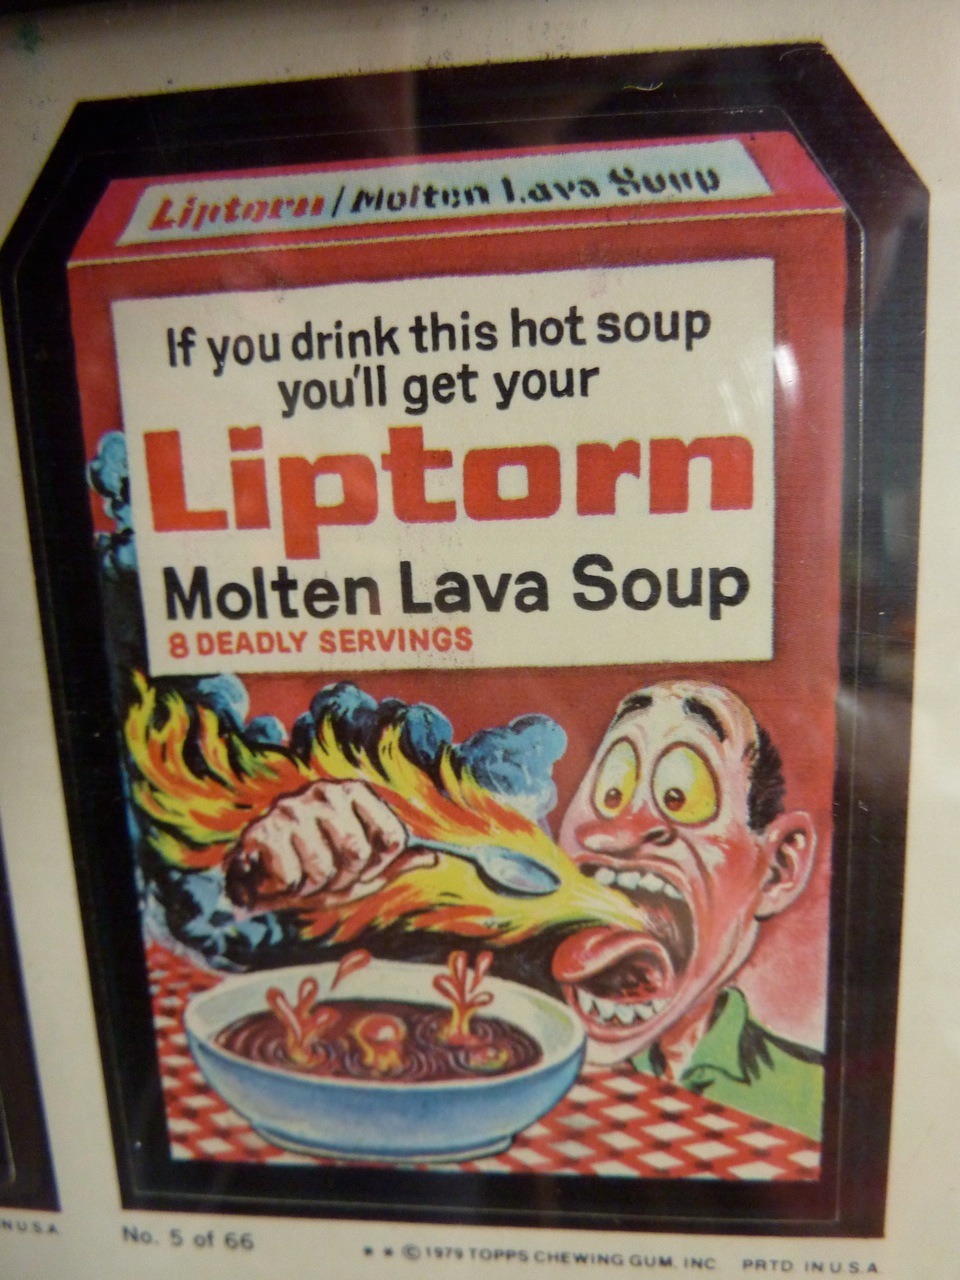 Liptorn / Molten Lava Soup
If you drink this hot soup
you'll get your
Liptorn
Molten Lava Soup
8 DEADLY SERVINGS
N U.S.A.
No. 5 of 66
* * © 1979 TOPPS CHEWING GUM, INC. PRTD. IN U.S.A.